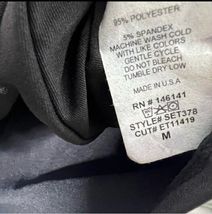 95% POLYESTER
5% SPANDEX
MACHINE WASH COLD
WITH LIKE COLORS
GENTLE CYCLE
DO NOT BLEACH
TUMBLE DRY LOW
MADE IN U.S.A
RN # 146141
STYLE# SET378
CUT# ET11419
M